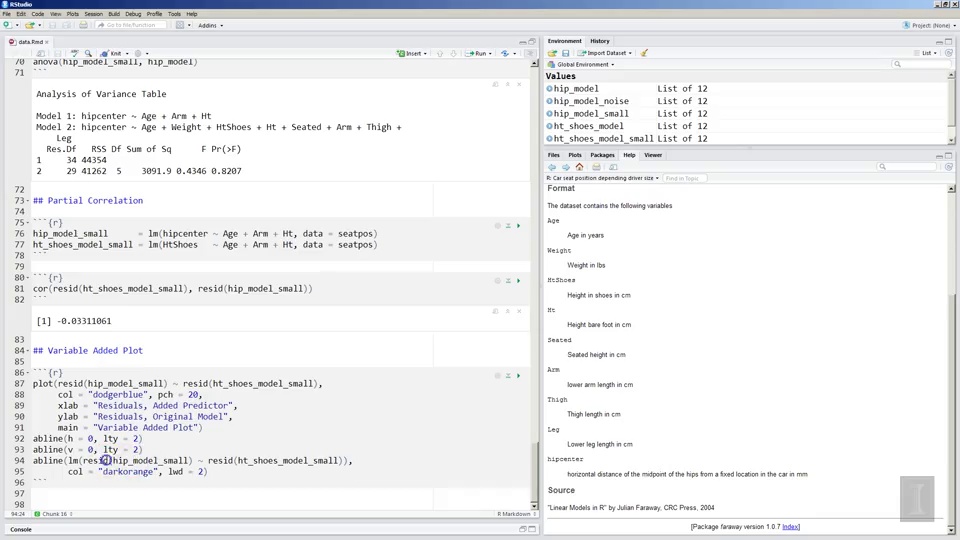 RStudio
File Edit Code View Plots Session Build Debug Profile Tools Help
Go to file/function
Addins
Project: (None)
data.Rmd
Knit
Insert
Run
70 anova(hip_model_small, hip_model)
71 ```
Analysis of Variance Table
Model 1: hipcenter ~ Age + Arm + Ht
Model 2: hipcenter ~ Age + Weight + HtShoes + Ht + Seated + Arm + Thigh +
Leg
Res.Df RSS Df Sum of Sq F Pr(>F)
1 34 44354
2 29 41262 5 3091.9 0.4346 0.8207
72
73 ## Partial Correlation
74
75 ```{r}
76 hip_model_small = lm(hipcenter ~ Age + Arm + Ht, data = seatpos)
77 ht_shoes_model_small = lm(HtShoes ~ Age + Arm + Ht, data = seatpos)
78 ```
79
80 ```{r}
81 cor(resid(ht_shoes_model_small), resid(hip_model_small))
82 ```
[1] -0.03311061
83
84 ## Variable Added Plot
85
86 ```{r}
87 plot(resid(hip_model_small) ~ resid(ht_shoes_model_small),
88 col = "dodgerblue", pch = 20,
89 xlab = "Residuals, Added Predictor",
90 ylab = "Residuals, Original Model",
91 main = "Variable Added Plot")
92 abline(h = 0, lty = 2)
93 abline(v = 0, lty = 2)
94 abline(lm(resid(hip_model_small) ~ resid(ht_shoes_model_small)),
95 col = "darkorange", lwd = 2)
96 ```
97
98
94:24 Chunk 16 R Markdown
Console
Environment History
Import Dataset List
Global Environment
Values
hip_model List of 12
hip_model_noise List of 12
hip_model_small List of 12
ht_shoes_model List of 12
ht_shoes_model_small List of 12
Files Plots Packages Help Viewer
R: Car seat position depending driver size Find in Topic
Format
The dataset contains the following variables
Age
Age in years
Weight
Weight in lbs
HtShoes
Height in shoes in cm
Ht
Height bare foot in cm
Seated
Seated height in cm
Arm
lower arm length in cm
Thigh
Thigh length in cm
Leg
Lower leg length in cm
hipcenter
horizontal distance of the midpoint of the hips from a fixed location in the car in mm
Source
"Linear Models in R" by Julian Faraway, CRC Press, 2004
[Package faraway version 1.0.7 Index]
I